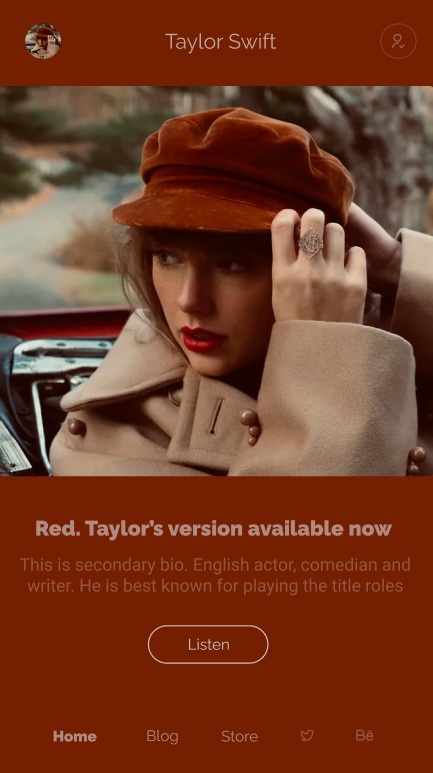 Taylor Swift
Red. Taylor's version available now
This is secondary bio. English actor, comedian and
writer. He is best known for playing the title roles
Listen
Home Blog Store Bē